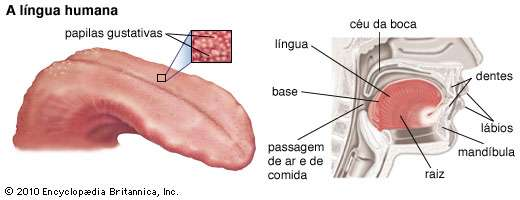 A língua humana
papilas gustativas
© 2010 Encyclopædia Britannica, Inc.
céu da boca
língua
base
passagem
de ar e de
comida
dentes
lábios
mandíbula
raiz